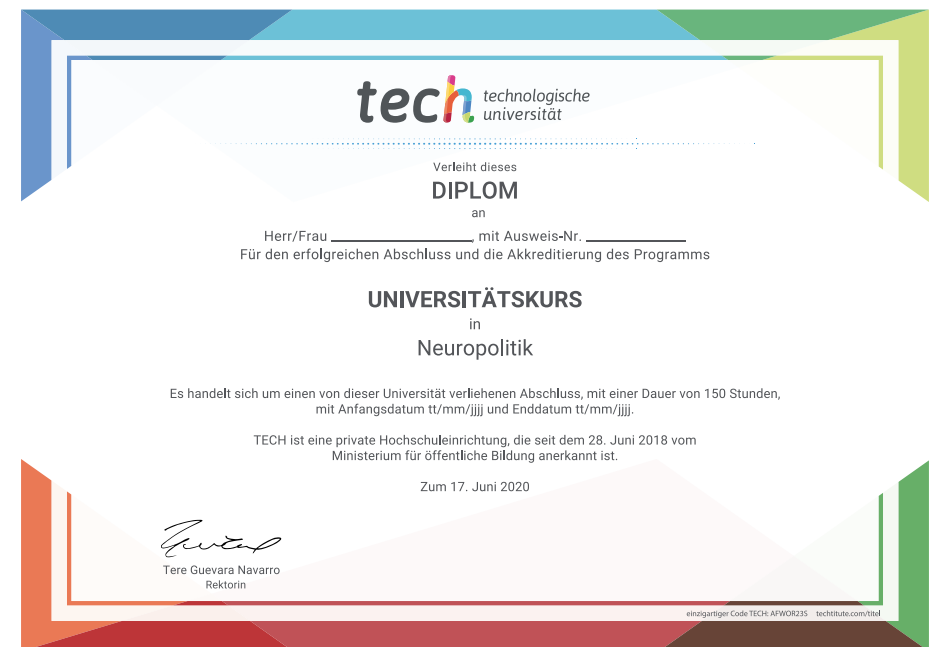 tech technologische
universität
Verleiht dieses
DIPLOM
an
Herr/Frau ____________________, mit Ausweis-Nr. ______________
Für den erfolgreichen Abschluss und die Akkreditierung des Programms
UNIVERSITÄTSKURS
in
Neuropolitik
Es handelt sich um einen von dieser Universität verliehenen Abschluss, mit einer Dauer von 150 Stunden,
mit Anfangsdatum tt/mm/jjjj und Enddatum tt/mm/jjjj.
TECH ist eine private Hochschuleinrichtung, die seit dem 28. Juni 2018 vom
Ministerium für öffentliche Bildung anerkannt ist.
Zum 17. Juni 2020
Tere Guevara Navarro
Rektorin
einzigartiger Code TECH: AFWOR23S techtitute.com/titel